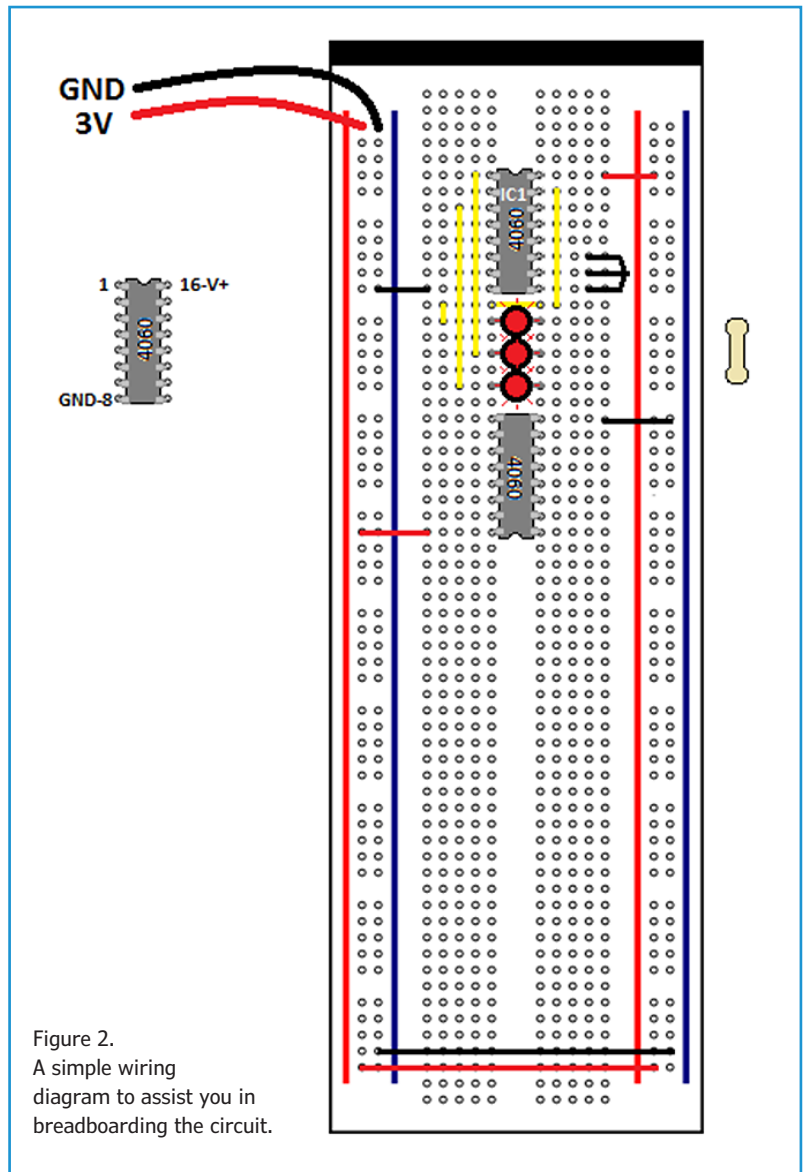 GND
3V
IC1
4060
1
16-V+
4060
GND-8
4060
Figure 2.
A simple wiring
diagram to assist you in
breadboarding the circuit.